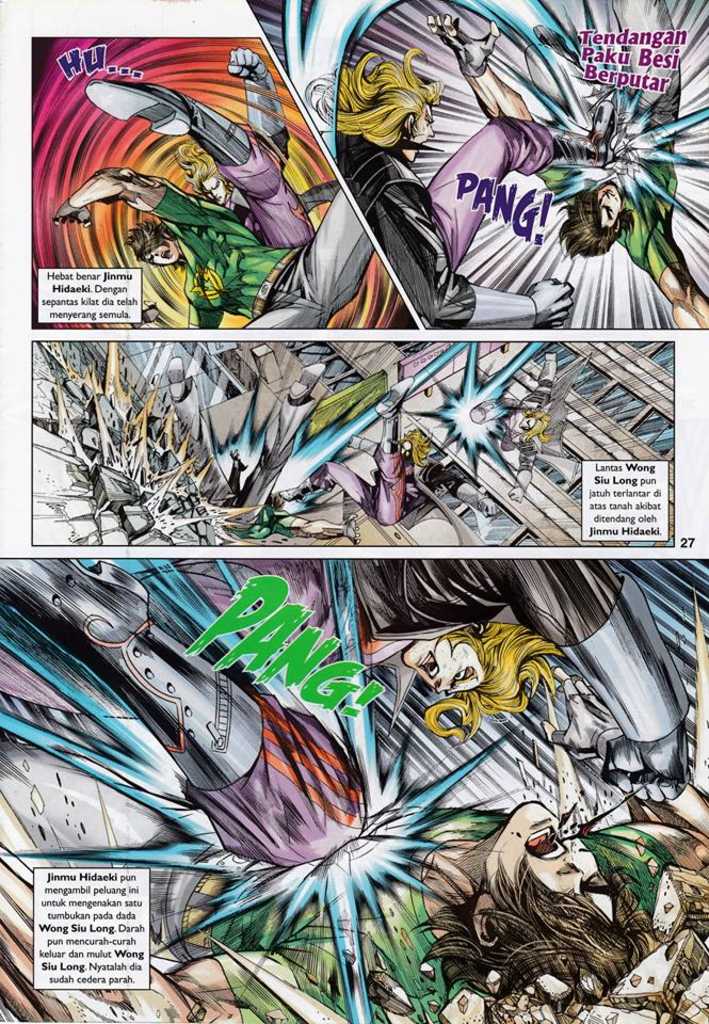 HU...
Hebat benar Jinmu
Hidaeki. Dengan
sepantas kilat dia telah
menyerang semula.
Tendangan
Paku Besi
Berputar
PANG!
Lantas Wong
Siu Long pun
jatuh terlantar di
atas tanah akibat
ditendang oleh
Jinmu Hidaeki.
27
PANG!
Jinmu Hidaeki pun
mengambil peluang ini
untuk mengenakan satu
tumbukan pada dada
Wong Siu Long. Darah
pun mencurah-curah
keluar dan mulut Wong
Siu Long. Nyatalah dia
sudah cedera parah.